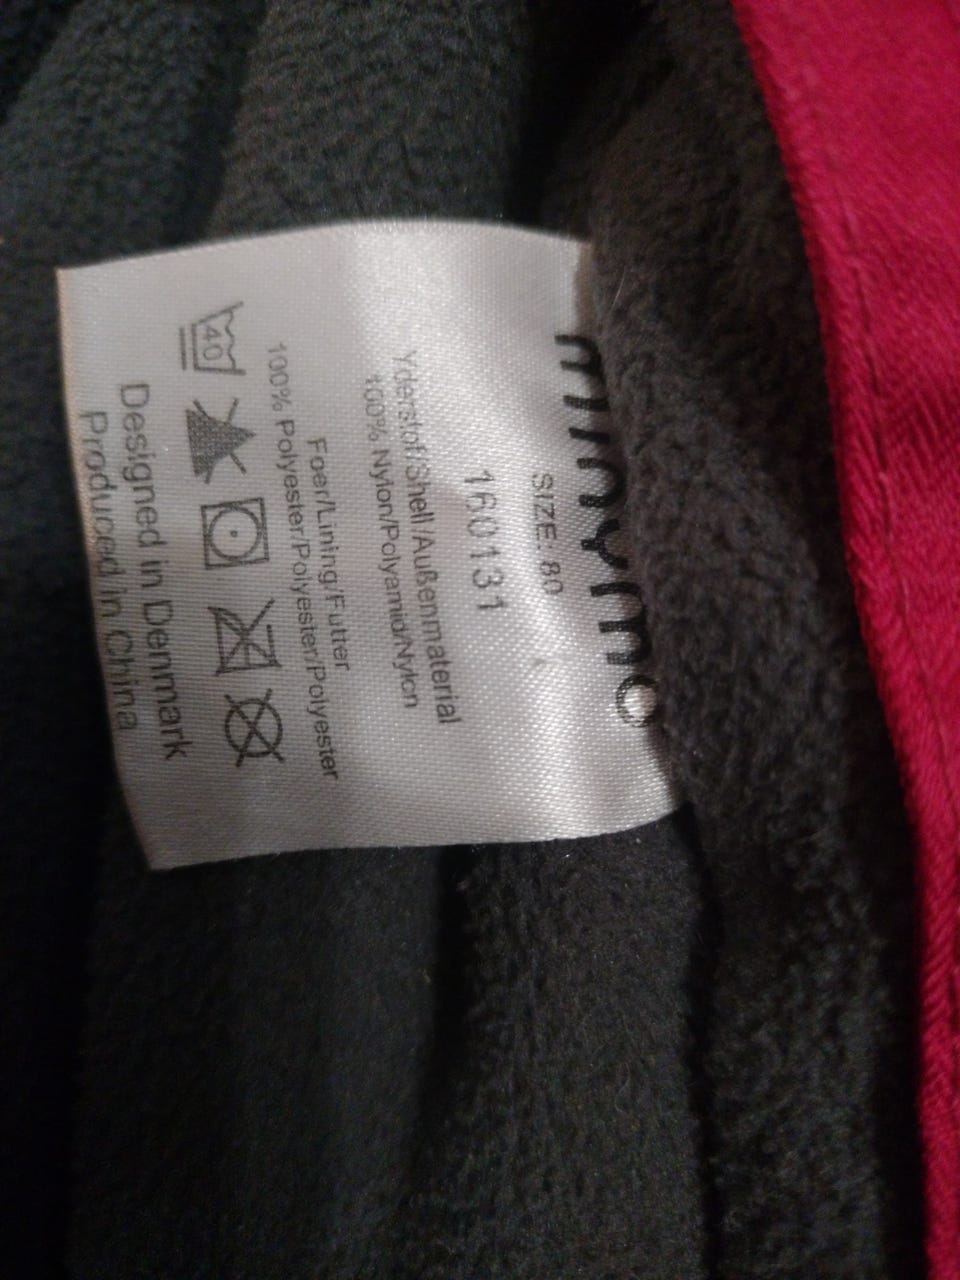 minymo
SIZE: 80
160131
Yderstof/Shell/Außenmaterial
100% Nylon/Polyamid/Nylon
Foer/Lining/Futter
100% Polyester/Polyester/Polyester
40
Designed in Denmark
Produced in China